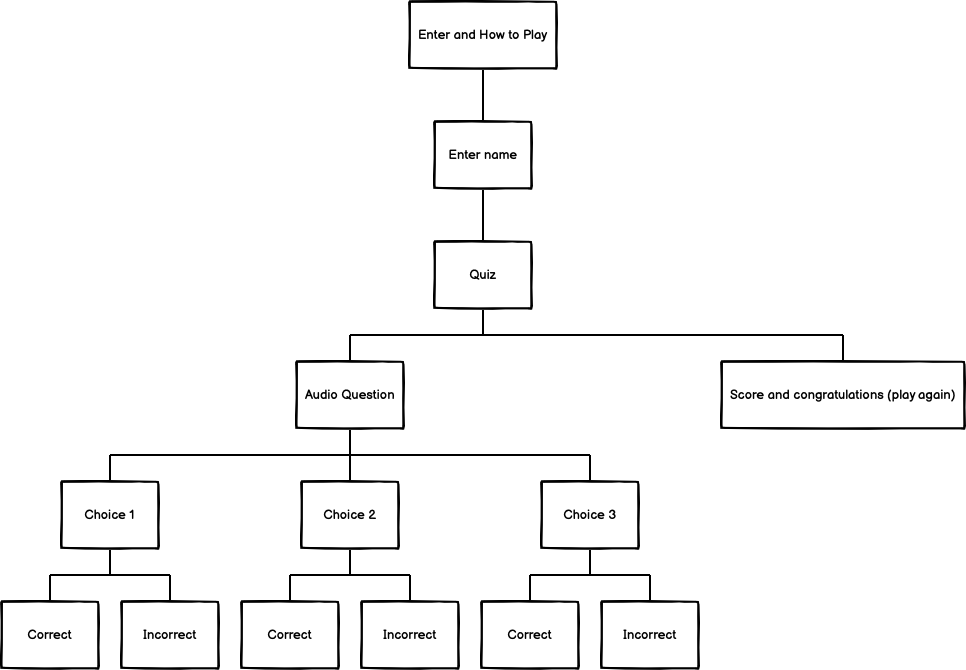 Enter and How to Play
Enter name
Quiz
Audio Question
Score and congratulations (play again)
Choice 1
Choice 2
Choice 3
Correct
Incorrect
Correct
Incorrect
Correct
Incorrect